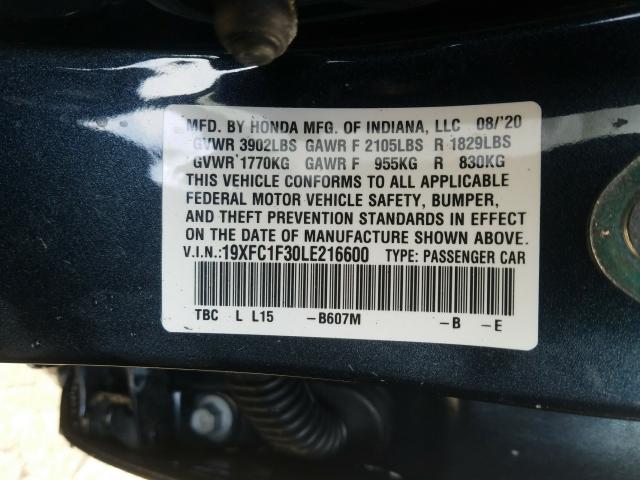 MFD. BY HONDA MFG. OF INDIANA, LLC 08/'20
GVWR 3902LBS GAWR F 2105LBS R 1829LBS
GVWR 1770KG GAWR F 955KG R 830KG
THIS VEHICLE CONFORMS TO ALL APPLICABLE
FEDERAL MOTOR VEHICLE SAFETY, BUMPER,
AND THEFT PREVENTION STANDARDS IN EFFECT
ON THE DATE OF MANUFACTURE SHOWN ABOVE.
V.I.N.:19XFC1F30LE216600 TYPE: PASSENGER CAR
TBC L L15 -B607M -B -E